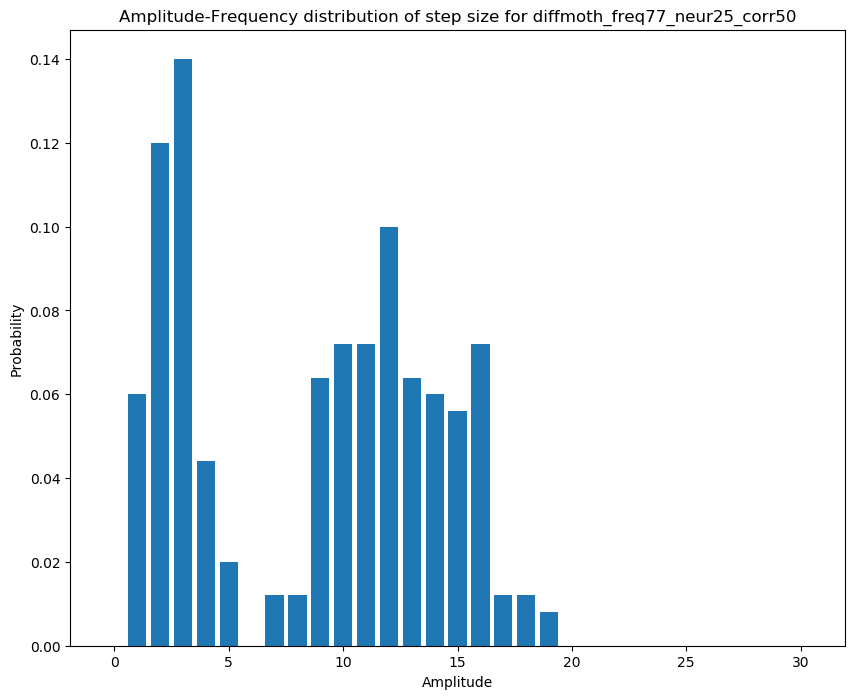 Amplitude-Frequency distribution of step size for diffmoth_freq77_neur25_corr50
0.14
0.12
0.10
0.08
0.06
0.04
0.02
0.00
Probability
0 5 10 15 20 25 30
Amplitude